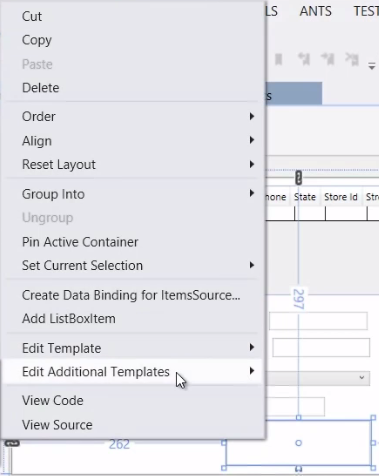 Cut
Copy
Paste
Delete
Order
Align
Reset Layout
Group Into
Ungroup
Pin Active Container
Set Current Selection
Create Data Binding for ItemsSource...
Add ListBoxItem
Edit Template
Edit Additional Templates
View Code
View Source
LS ANTS TEST
s
one State Store Id Str
297
262